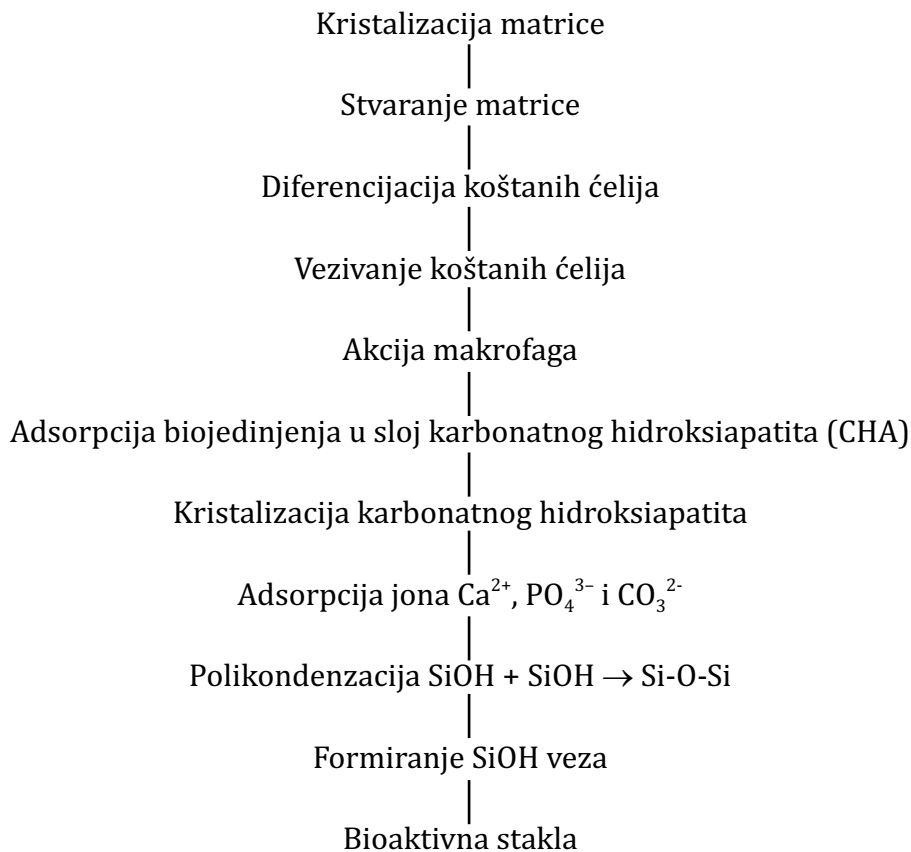 Kristalizacija matrice
Stvaranje matrice
Diferencijacija koštanih ćelija
Vezivanje koštanih ćelija
Akcija makrofaga
Adsorpcija biojedinjenja u sloj karbonatnog hidroksiapatita (CHA)
Kristalizacija karbonatnog hidroksiapatita
Adsorpcija jona Ca²⁺, PO₄³⁻ i CO₃²⁻
Polikondenzacija SiOH + SiOH → Si-O-Si
Formiranje SiOH veza
Bioaktivna stakla